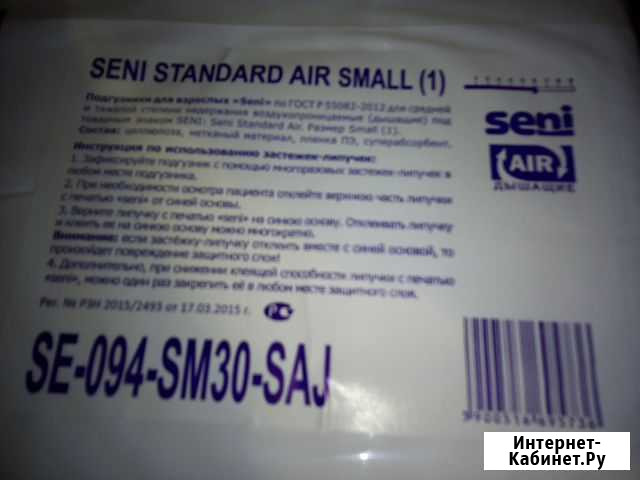 SENI STANDARD AIR SMALL (1)
Подгузники для взрослых «Seni» по ГОСТ Р 55082-2012 для средней
и тяжелой степени недержания воздухопроницаемые (дышащие) под
товарным знаком SENI: Seni Standard Air. Размер Small (1).
Состав: целлюлоза, нетканый материал, пленка ПЭ, суперабсорбент.
Инструкция по использованию застежек-липучек:
1. Зафиксируйте подгузник с помощью многоразовых застежек-липучек в
любом месте подгузника.
2. При необходимости осмотра пациента отклейте верхнюю часть липучки
с печатью «seni» от синей основы.
3. Верните липучку с печатью «seni» на синюю основу. Отклеивать липучку
и клеить ее на синюю основу можно многократно.
Внимание: если застёжку-липучку отклеить вместе с синей основой, то
произойдет повреждение защитного слоя!
4. Дополнительно, при снижении клеящей способности липучки с печатью
«seni», можно один раз закрепить её в любом месте защитного слоя.
Рег. № РЗН 2015/2493 от 17.03.2015 г.
SE-094-SM30-SAJ
seni
AIR
ДЫШАЩИЕ
5900516695736
Интернет-
Кабинет.Ру